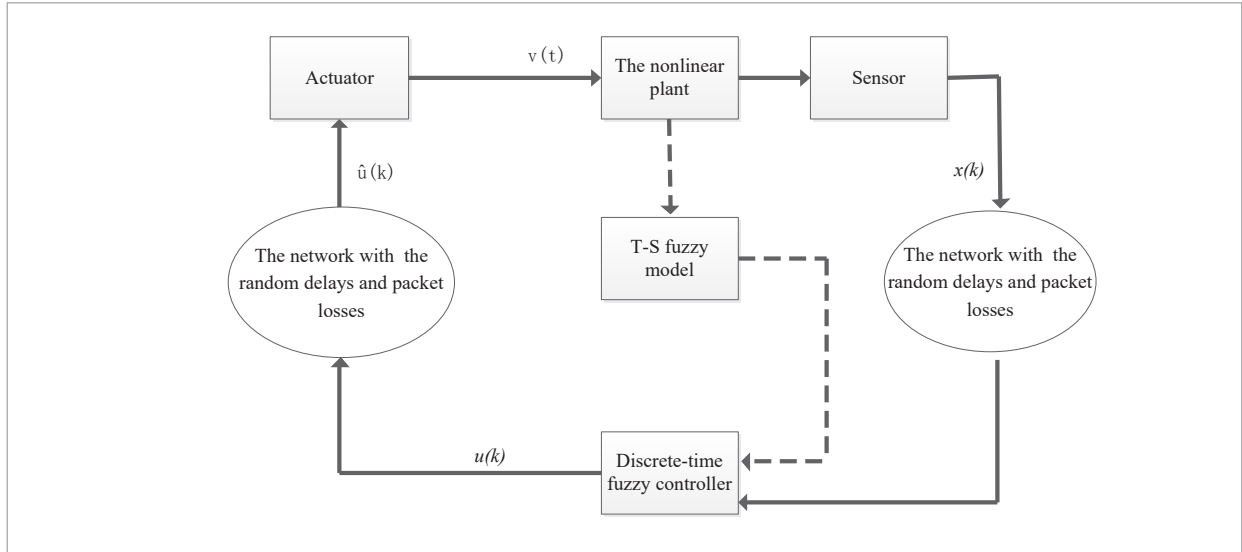 Actuator
v(t)
The nonlinear
plant
Sensor
û(k)
x(k)
The network with the
random delays and packet
losses
T-S fuzzy
model
The network with the
random delays and packet
losses
u(k)
Discrete-time
fuzzy controller